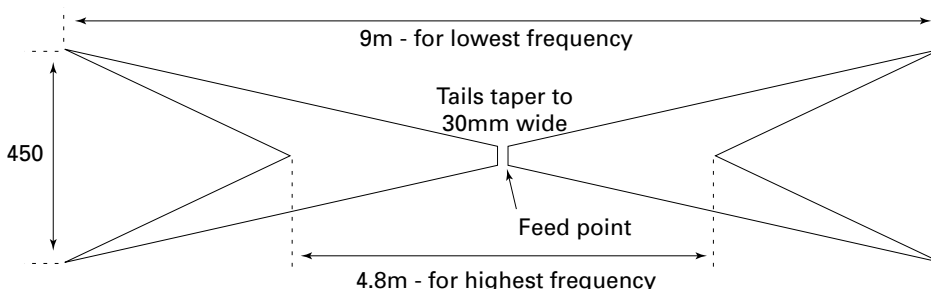 9m - for lowest frequency
Tails taper to
30mm wide
450
Feed point
4.8m - for highest frequency